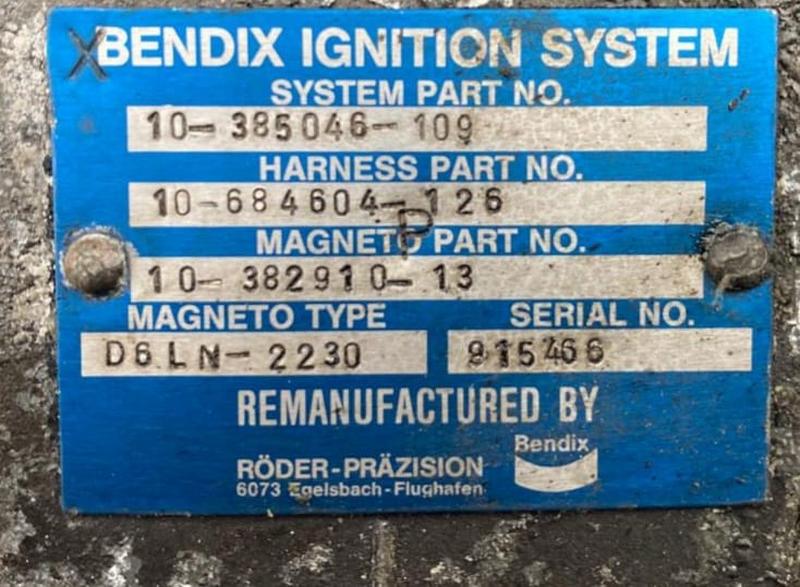 X BENDIX IGNITION SYSTEM
SYSTEM PART NO.
10-385046-109
HARNESS PART NO.
10-684604-126
P
MAGNETO PART NO.
10-382910-13
MAGNETO TYPE SERIAL NO.
D6LN-2230 915466
REMANUFACTURED BY
Bendix
RÖDER-PRÄZISION
6073 Egelsbach-Flughafen